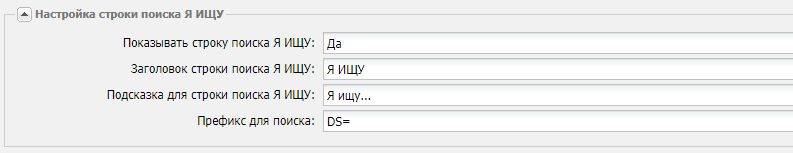 Настройка строки поиска Я ИЩУ
Показывать строку поиска Я ИЩУ: Да
Заголовок строки поиска Я ИЩУ: Я ИЩУ
Подсказка для строки поиска Я ИЩУ: Я ищу...
Префикс для поиска: DS=